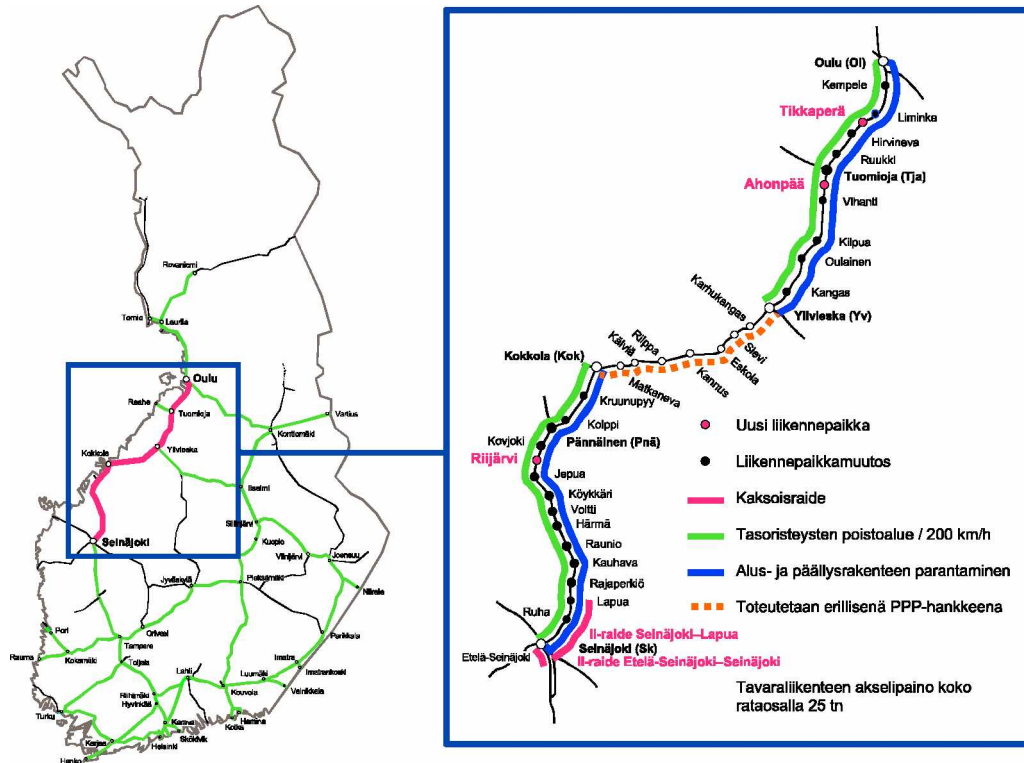 Rovaniemi
Tornio
Laurila
Oulu
Raahe
Tuomioja
Vartius
Kontiomäki
Ylivieska
Kokkola
Iisalmi
Siilinjärvi
Kuopio
Seinäjoki
Viinijärvi
Joensuu
Jyväskylä
Pieksämäki
Niirala
Pori
Orivesi
Parikkala
Tampere
Rauma
Kokemäki
Toijala
Lahti
Luumäki
Imatra
Imatrankoski
Vainikkala
Riihimäki
Hyvinkää
Kouvola
Turku
Kerava
Hamina
Kotka
Karjaa
Helsinki
Sköldvik
Hanko
Oulu (Ol)
Kempele
Tikkaperä
Liminka
Hirvineva
Ruukki
Tuomioja (Tja)
Ahonpää
Vihanti
Kilpua
Oulainen
Kangas
Karhukangas
Ylivieska (Yv)
Sievi
Eskola
Kannus
Riippa
Kälviä
Matkaneva
Kokkola (Kok)
Kruunupyy
Kolppi
Kovjoki
Pännäinen (Pnä)
Riijärvi
Jepua
Köykkäri
Voltti
Härmä
Raunio
Kauhava
Rajaperkiö
Lapua
Ruha
II-raide Seinäjoki–Lapua
Seinäjoki (Sk)
Etelä-Seinäjoki
II-raide Etelä-Seinäjoki–Seinäjoki
Uusi liikennepaikka
Liikennepaikkamuutos
Kaksoisraide
Tasoristeysten poistoalue / 200 km/h
Alus- ja päällysrakenteen parantaminen
Toteutetaan erillisenä PPP-hankkeena
Tavaraliikenteen akselipaino koko
rataosalla 25 tn